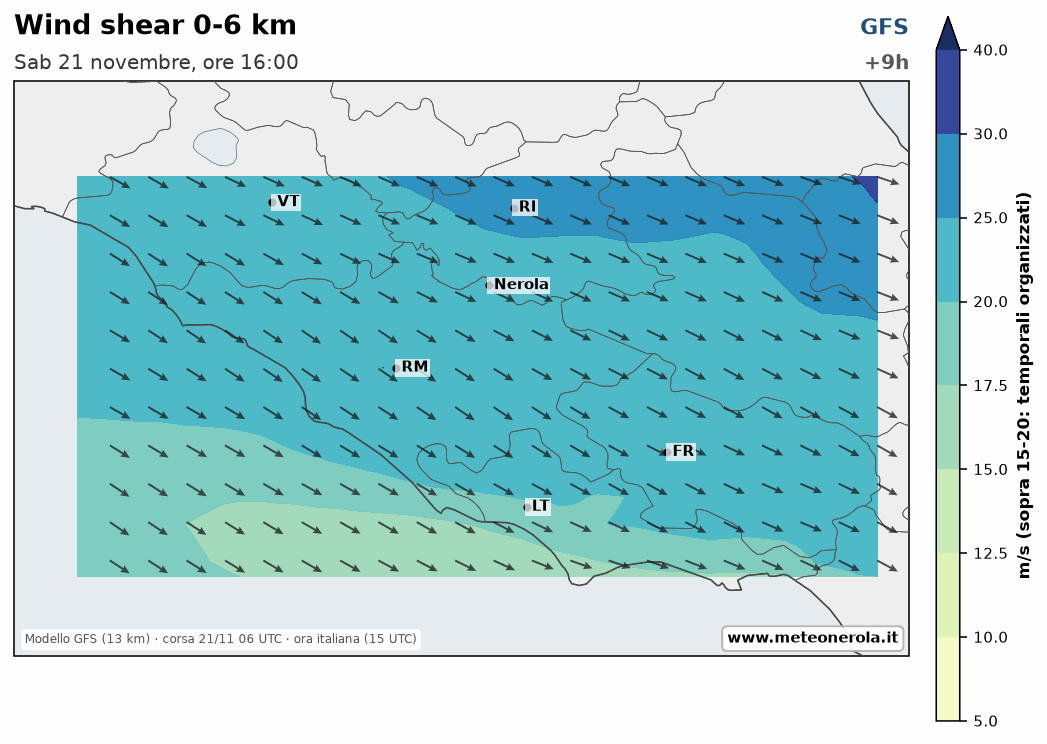 Wind shear 0-6 km
GFS
Sab 21 novembre, ore 16:00
+9h
VT
RI
Nerola
RM
FR
LT
Modello GFS (13 km) · corsa 21/11 06 UTC · ora italiana (15 UTC)
www.meteonerola.it
40.0
30.0
25.0
20.0
17.5
15.0
12.5
10.0
5.0
m/s (sopra 15-20: temporali organizzati)